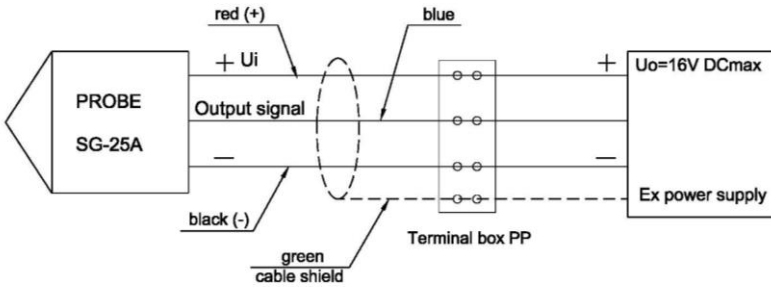 red (+)
blue
+ Ui
+
Uo=16V DCmax
PROBE
SG-25A
Output signal
—
—
Ex power supply
black (-)
Terminal box PP
green
cable shield